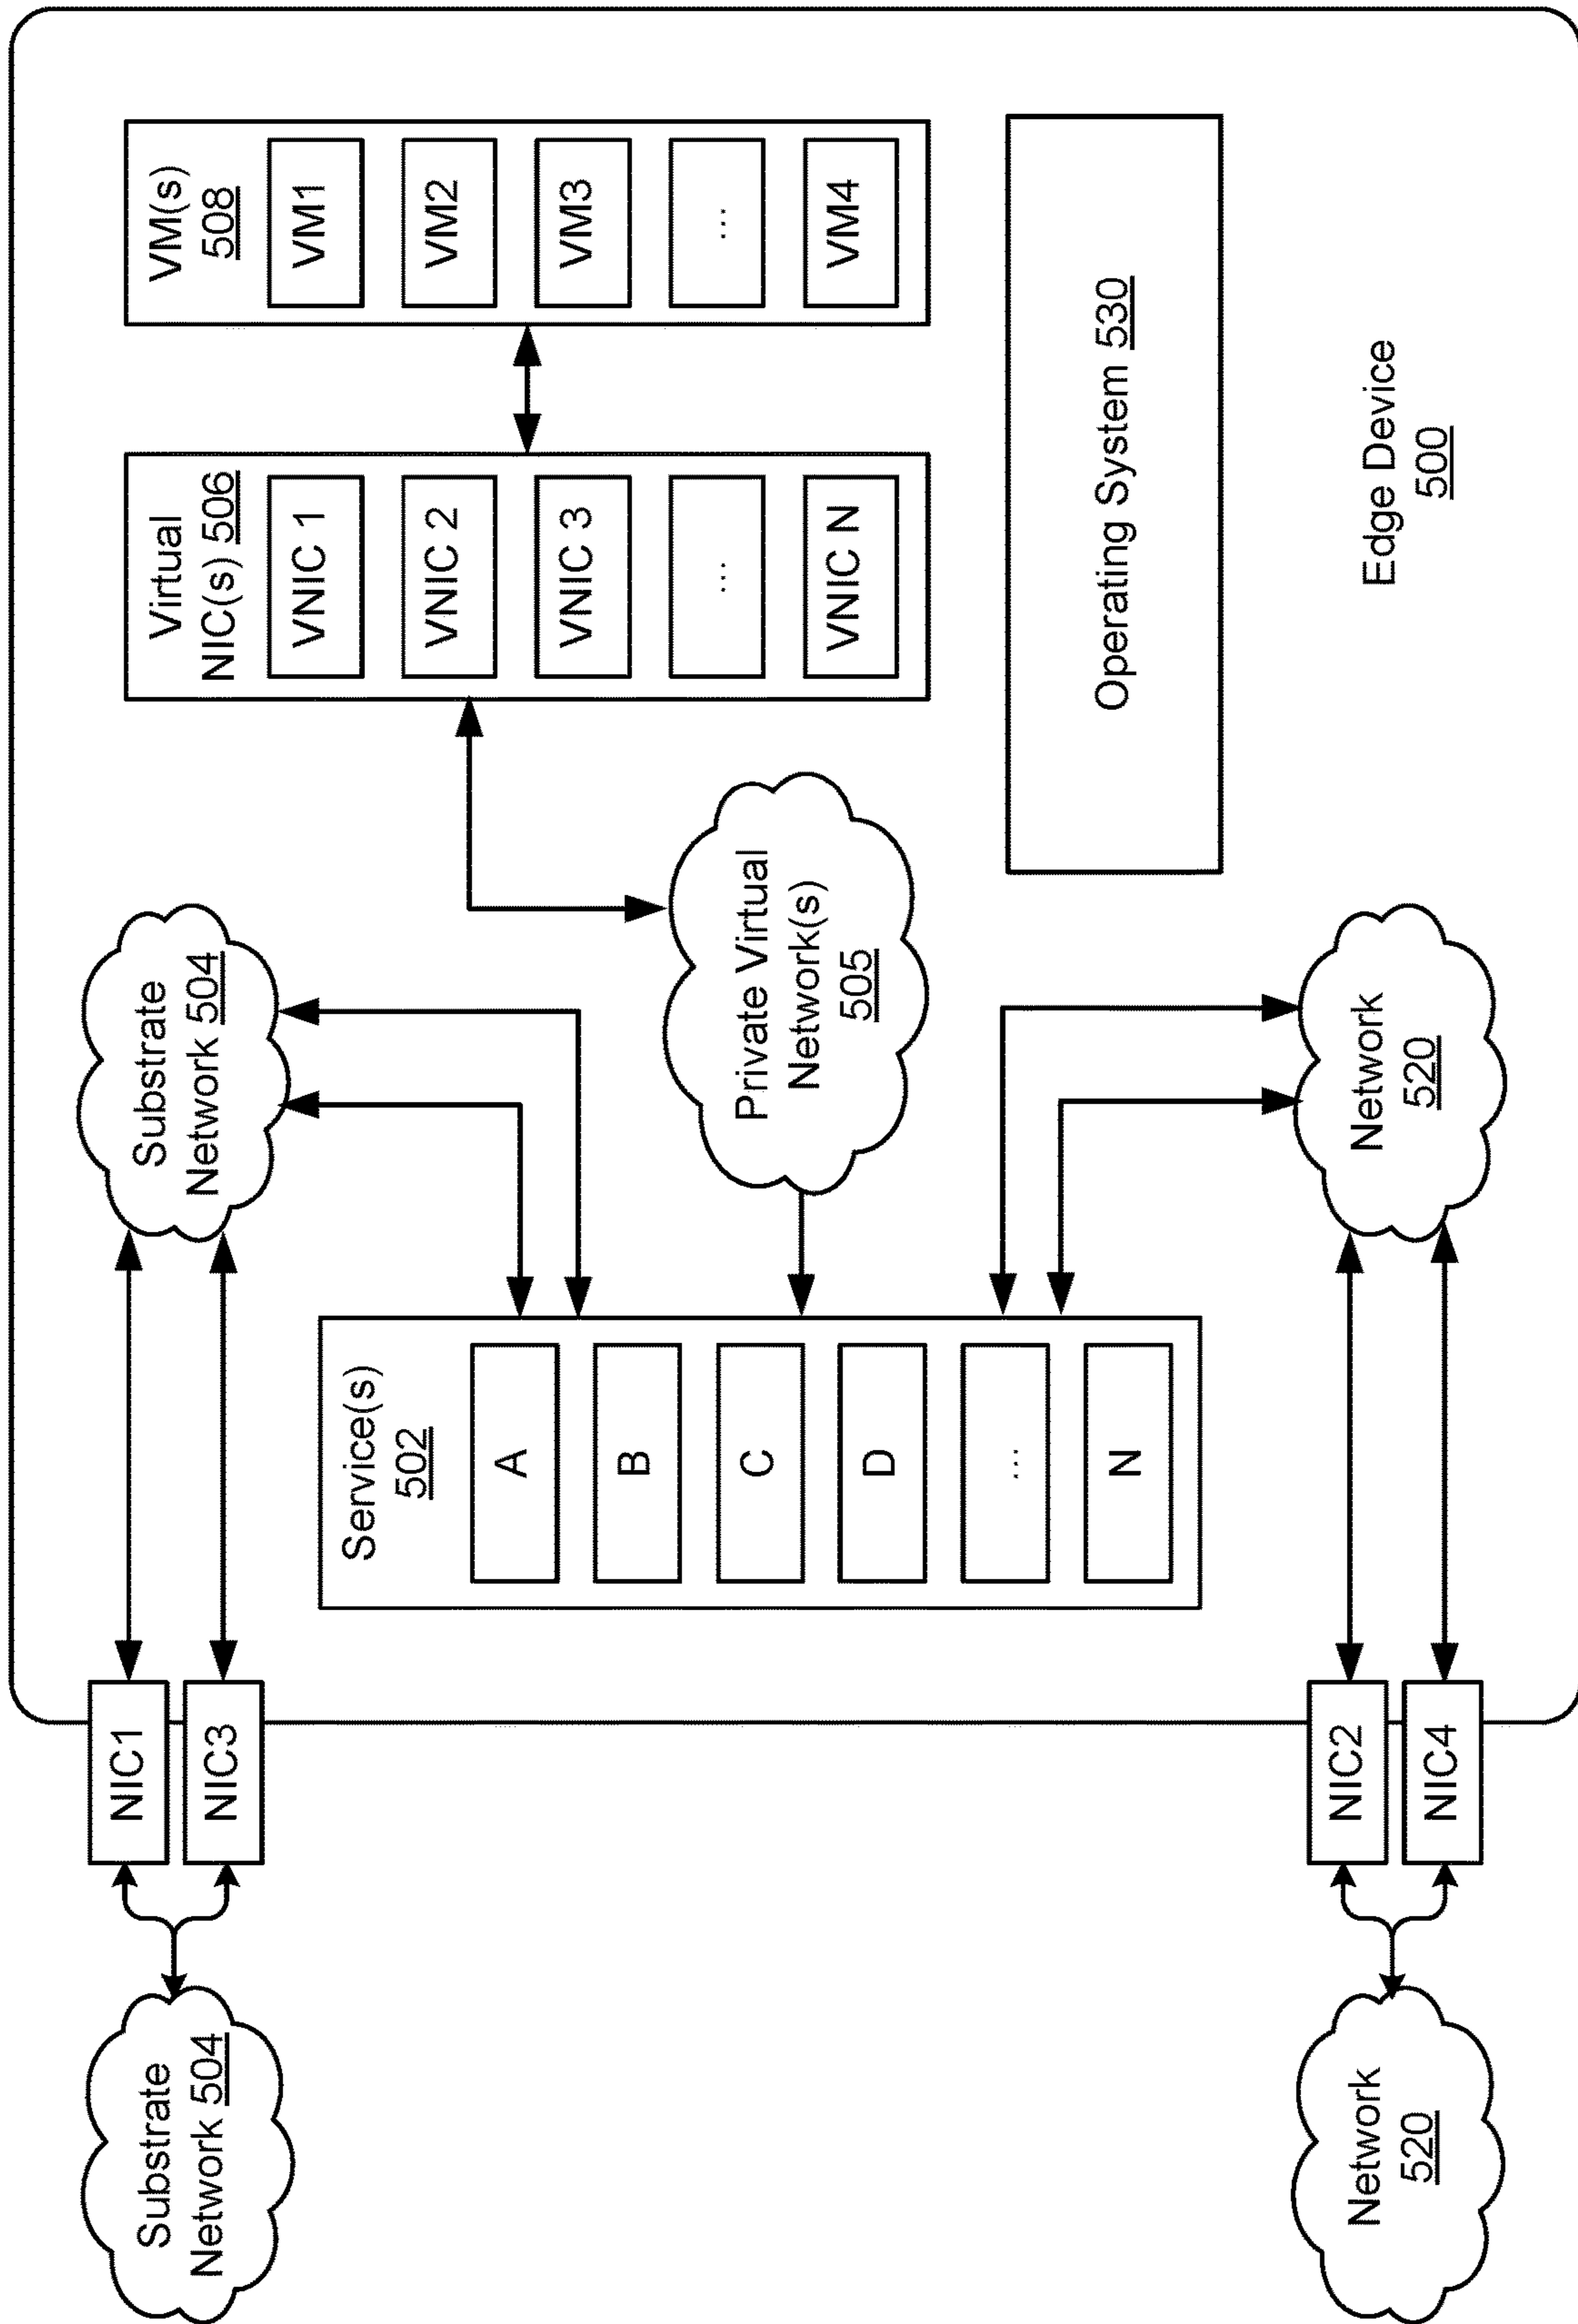 Substrate
Network 504
Network
520
NIC1
NIC3
NIC2
NIC4
Service(s)
502
A
B
C
D
...
N
Substrate
Network 504
Private Virtual
Network(s)
505
Network
520
Virtual
NIC(s) 506
VNIC 1
VNIC 2
VNIC 3
...
VNIC N
VM(s)
508
VM1
VM2
VM3
...
VM4
Operating System 530
Edge Device
500